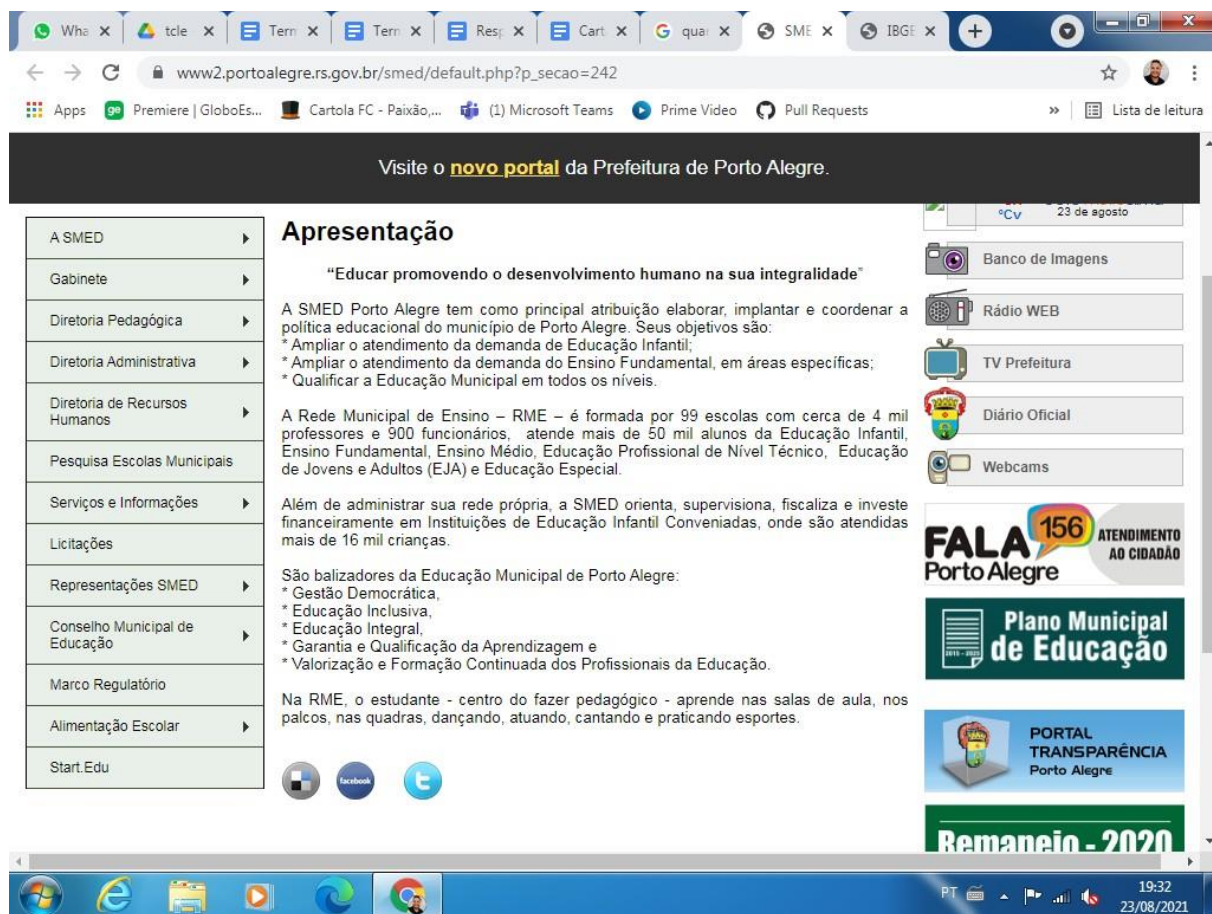 Wha
tcle
Tern
Tern
Cart
G
SME
IBGE
www2.portoalegre.rs.gov.br/smed/default.php?p_secao=242
Apps
ge
Premiere | GloboEs...
Cartola FC - Paixão,...
(1) Microsoft Teams
Prime Video
Pull Requests
»
Lista de leitura
Visite o novo portal da Prefeitura de Porto Alegre.
A SMED
Gabinete
Diretoria Pedagógica
Diretoria Administrativa
Diretoria de Recursos
Humanos
Pesquisa Escolas Municipais
Serviços e Informações
Licitações
Representações SMED
Conselho Municipal de
Educação
Marco Regulatório
Alimentação Escolar
Start.Edu
Apresentação
“Educar promovendo o desenvolvimento humano na sua integralidade”
A SMED Porto Alegre tem como principal atribuição elaborar, implantar e coordenar a
política educacional do município de Porto Alegre. Seus objetivos são:
* Ampliar o atendimento da demanda de Educação Infantil;
* Ampliar o atendimento da demanda do Ensino Fundamental, em áreas específicas;
* Qualificar a Educação Municipal em todos os níveis.
A Rede Municipal de Ensino – RME – é formada por 99 escolas com cerca de 4 mil
professores e 900 funcionários, atende mais de 50 mil alunos da Educação Infantil,
Ensino Fundamental, Ensino Médio, Educação Profissional de Nível Técnico, Educação
de Jovens e Adultos (EJA) e Educação Especial.
Além de administrar sua rede própria, a SMED orienta, supervisiona, fiscaliza e investe
financeiramente em Instituições de Educação Infantil Conveniadas, onde são atendidas
mais de 16 mil crianças.
São balizadores da Educação Municipal de Porto Alegre:
* Gestão Democrática,
* Educação Inclusiva,
* Educação Integral,
* Garantia e Qualificação da Aprendizagem e
* Valorização e Formação Continuada dos Profissionais da Educação.
Na RME, o estudante - centro do fazer pedagógico - aprende nas salas de aula, nos
palcos, nas quadras, dançando, atuando, cantando e praticando esportes.
facebook
ºCv
23 de agosto
Banco de Imagens
Rádio WEB
TV Prefeitura
Diário Oficial
Webcams
FALA 156
Porto Alegre
ATENDIMENTO
AO CIDADÃO
Plano Municipal
de Educação
PORTAL
TRANSPARÊNCIA
Porto Alegre
Remanejo - 2020
PT
19:32
23/08/2021